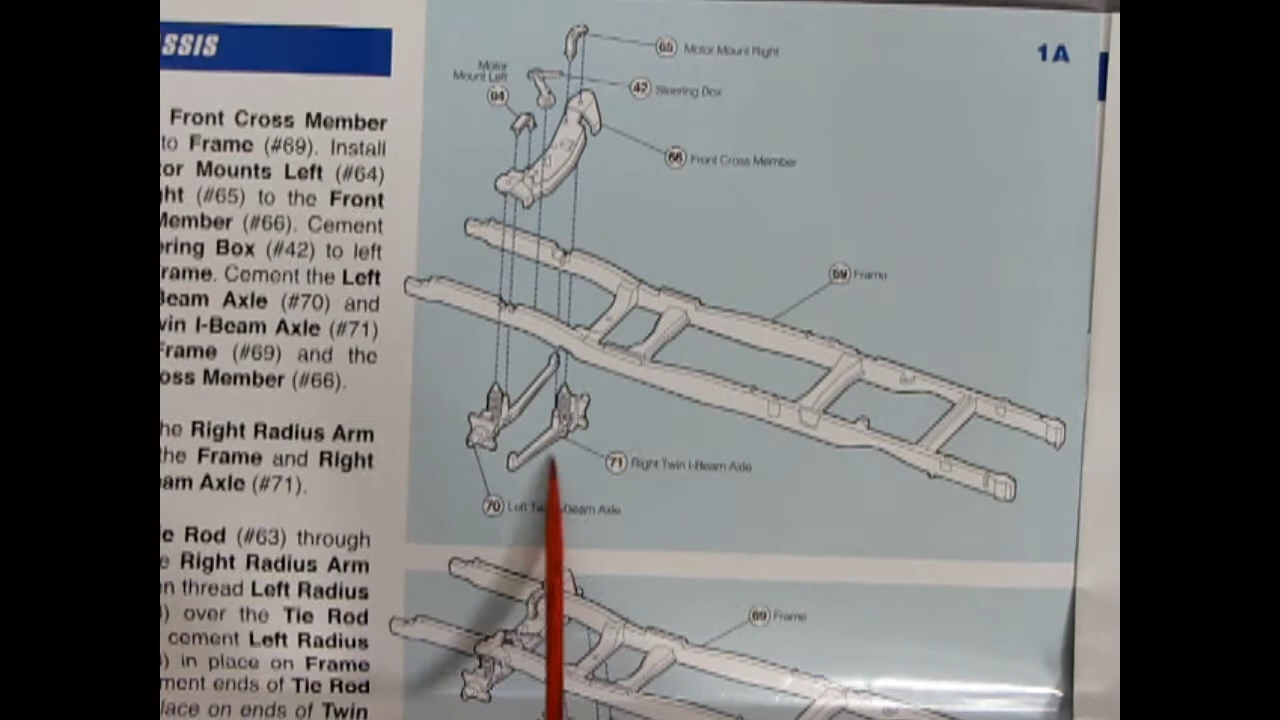 SSIS
Front Cross Member
to Frame (#69). Install
or Mounts Left (#64)
ht (#65) to the Front
Member (#66). Cement
ering Box (#42) to left
rame. Cement the Left
Beam Axle (#70) and
win I-Beam Axle (#71)
Frame (#69) and the
oss Member (#66).
he Right Radius Arm
the Frame and Right
am Axle (#71).
ie Rod (#63) through
e Right Radius Arm
n thread Left Radius
) over the Tie Rod
cement Left Radius
) in place on Frame
ment ends of Tie Rod
lace on ends of Twin
1A
65 Motor Mount Right
Motor
Mount Left
64
42 Steering Box
66 Front Cross Member
69 Frame
71 Right Twin I-Beam Axle
70 Left Tw -beam Axle
69 Frame